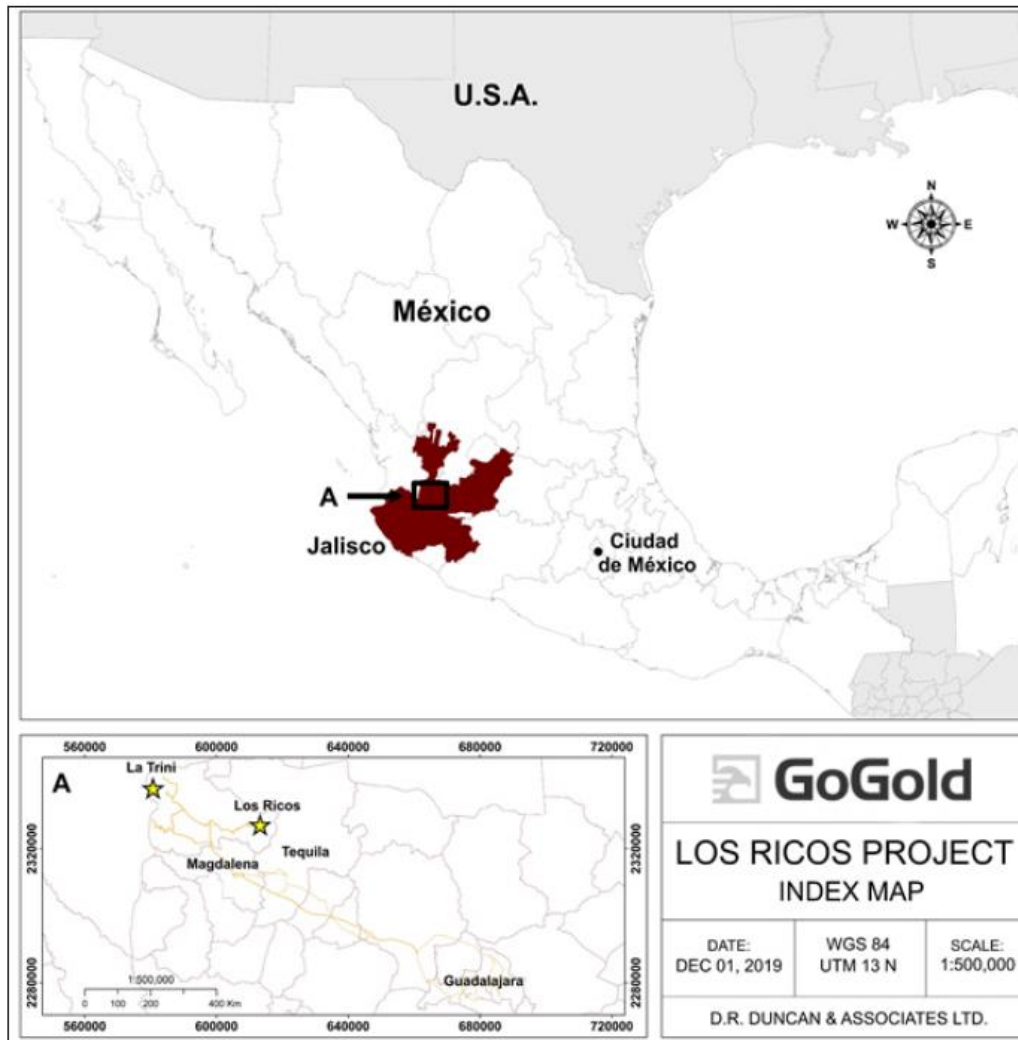 U.S.A.
N
W E
S
México
A
Jalisco
Ciudad
de México
560000 600000 640000 680000 720000
A
La Trini
Los Ricos
2320000 2320000
Magdalena
Tequila
Guadalajara
1:500,000
0 100 200 400 Km
2280000 2280000
560000 600000 640000 680000 720000
GoGold
LOS RICOS PROJECT
INDEX MAP
DATE:
DEC 01, 2019
WGS 84
UTM 13 N
SCALE:
1:500,000
D.R. DUNCAN & ASSOCIATES LTD.